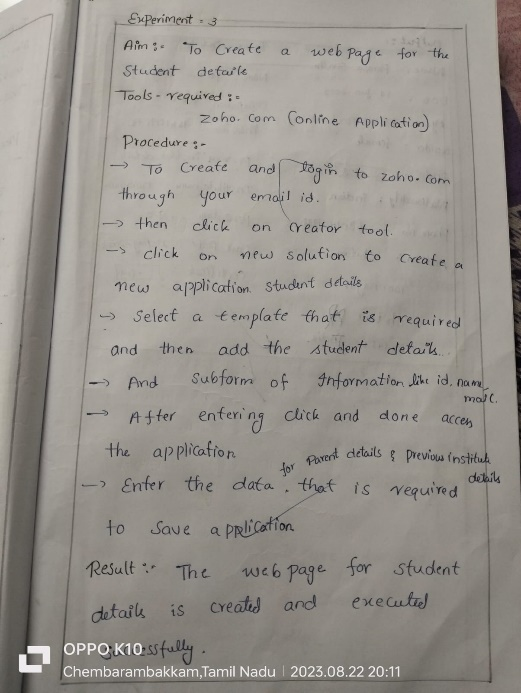 Experiment = 3
Aim :- To Create a web page for the
Student details
Tools - required :-
Zoho.com (online Application)
Procedure :-
→ To Create and login to zoho.com
through your email id.
→ then click on creator tool.
→ click on new solution to create a
new application student details
→ Select a template that is required
and then add the student details.
→ And subform of Information like id, name,
mail.
→ After entering click and done acces
the application
for Parent details & previous institute
details
→ Enter the data, that is required
to save application
Result :- The web page for student
details is created and executed
successfully.
OPPO K10
Chembarambakkam,Tamil Nadu | 2023.08.22 20:11